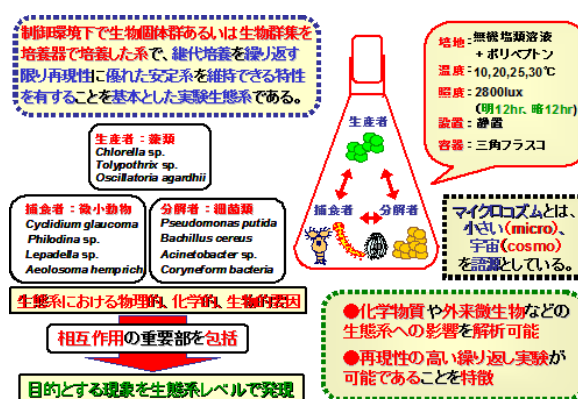 制御環境下で生物個体群あるいは生物群集を
培養器で培養した系で、継代培養を繰り返す
限り再現性に優れた安定系を維持できる特性
を有することを基本とした実験生態系である。
生産者：藻類
Chlorella sp.
Tolypothrix sp.
Oscillatoria agardhii
捕食者：微小動物
Cyclidium glaucoma
Philodina sp.
Lepadella sp.
Aeolosoma hemprichi
分解者：細菌類
Pseudomonas putida
Bachillus cereus
Acinetobacter sp.
Coryneform bacteria
生態系における物理的、化学的、生物的要因
相互作用の重要部を包括
目的とする現象を生態系レベルで発現
生産者
捕食者
分解者
培地：無機塩類溶液
+ ポリペプトン
温度：10,20,25,30℃
照度：2800lux
(明12hr、暗12hr)
設置：静置
容器：三角フラスコ
マイクロコズムとは、
小さい(micro)、
宇宙(cosmo)
を語源としている。
●化学物質や外来微生物などの
生態系への影響を解析可能
●再現性の高い繰り返し実験が
可能であることを特徴